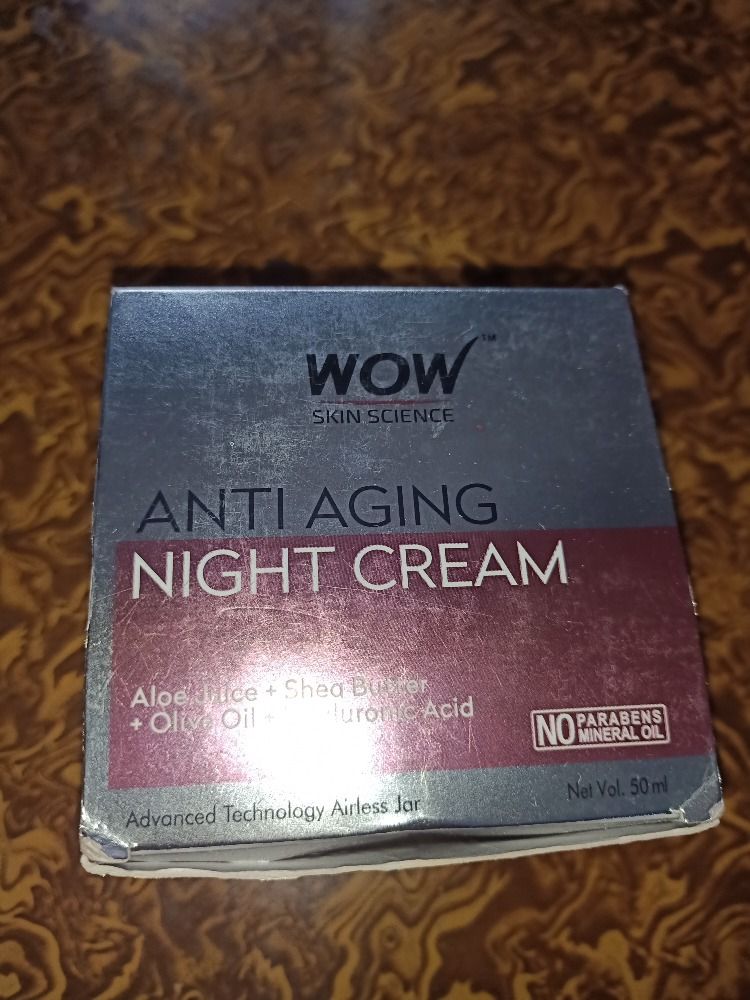 WOW™
SKIN SCIENCE
ANTI AGING
NIGHT CREAM
Aloe Juice + Shea Butter
+ Olive Oil + Hyaluronic Acid
NO PARABENS
MINERAL OIL
Net Vol. 50 ml
Advanced Technology Airless Jar